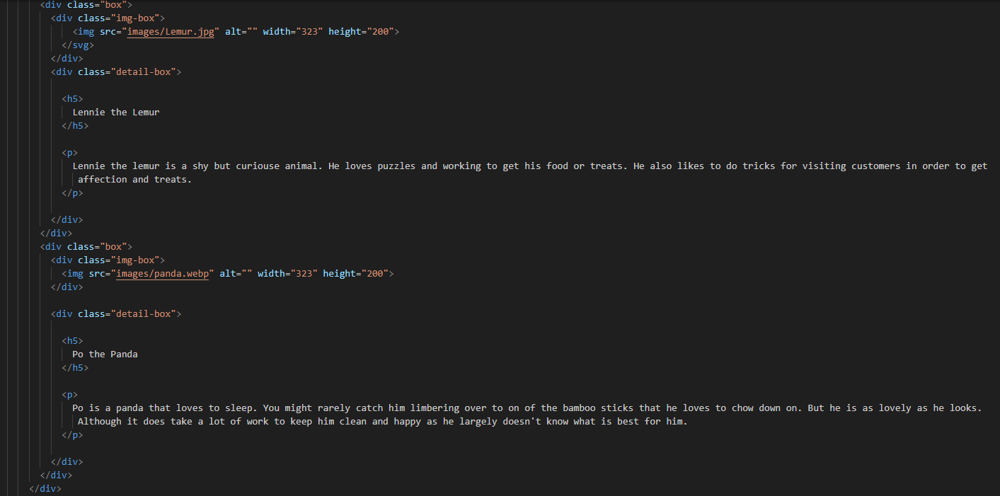 <div class="box">
<div class="img-box">
<img src="images/Lemur.jpg" alt="" width="323" height="200">
</svg>
</div>
<div class="detail-box">
<h5>
Lennie the Lemur
</h5>
<p>
Lennie the lemur is a shy but curiouse animal. He loves puzzles and working to get his food or treats. He also likes to do tricks for visiting customers in order to get
affection and treats.
</p>
</div>
</div>
<div class="box">
<div class="img-box">
<img src="images/panda.webp" alt="" width="323" height="200">
</div>
<div class="detail-box">
<h5>
Po the Panda
</h5>
<p>
Po is a panda that loves to sleep. You might rarely catch him limbering over to on of the bamboo sticks that he loves to chow down on. But he is as lovely as he looks.
Although it does take a lot of work to keep him clean and happy as he largely doesn't know what is best for him.
</p>
</div>
</div>
</div>